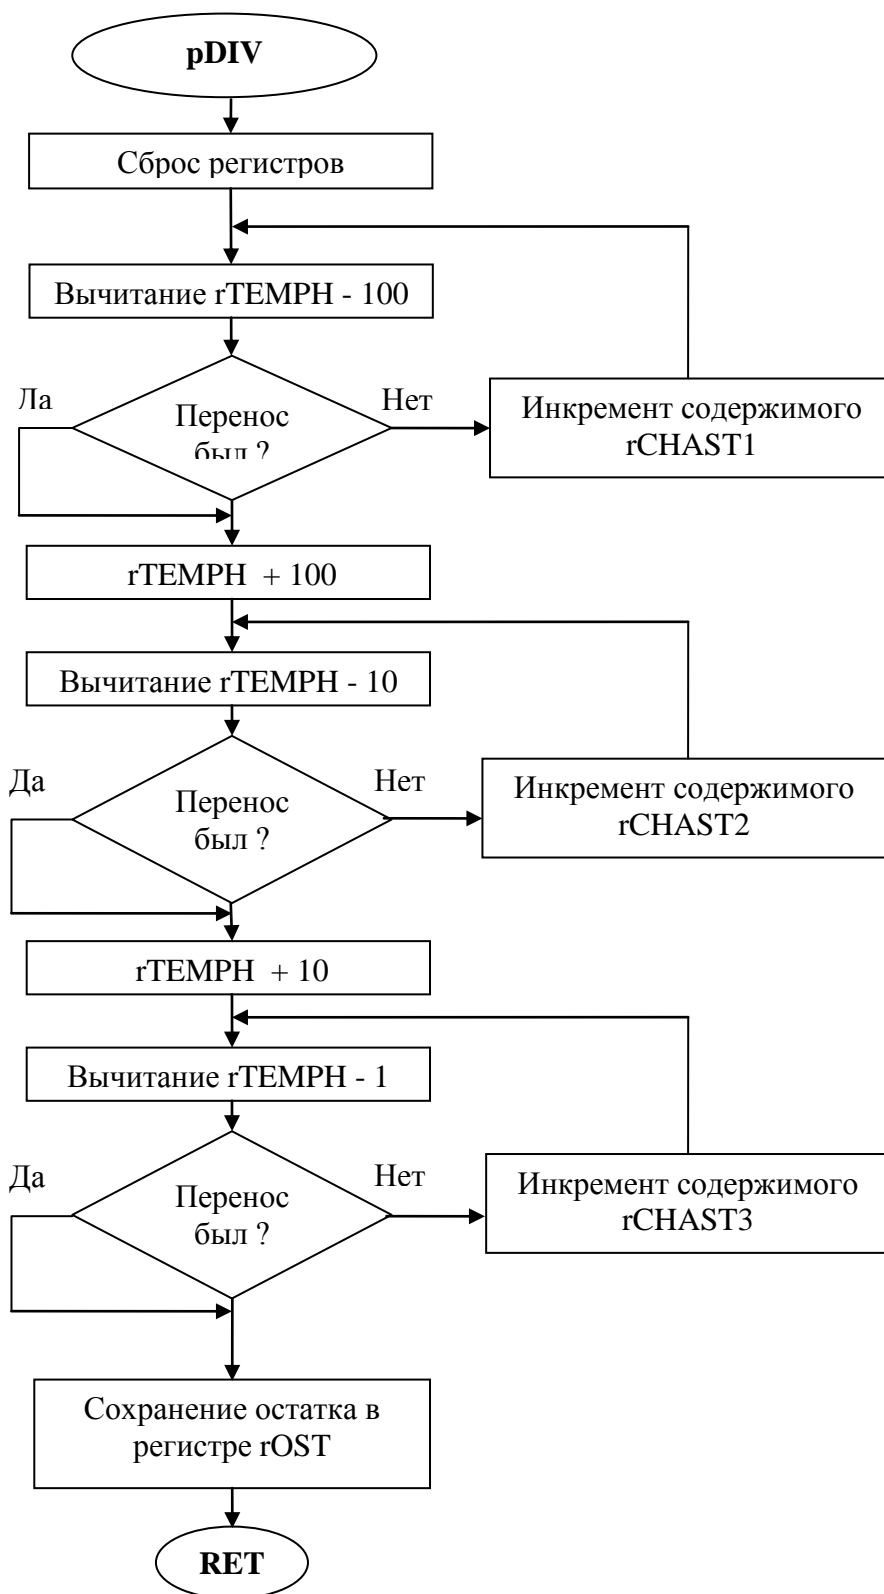 pDIV
Сброс регистров
Вычитание rTEMPH - 100
Ла
Нет
Перенос
был ?
Инкремент содержимого
rCHAST1
rTEMPH + 100
Вычитание rTEMPH - 10
Да
Нет
Перенос
был ?
Инкремент содержимого
rCHAST2
rTEMPH + 10
Вычитание rTEMPH - 1
Да
Нет
Перенос
был ?
Инкремент содержимого
rCHAST3
Сохранение остатка в
регистре rOST
RET